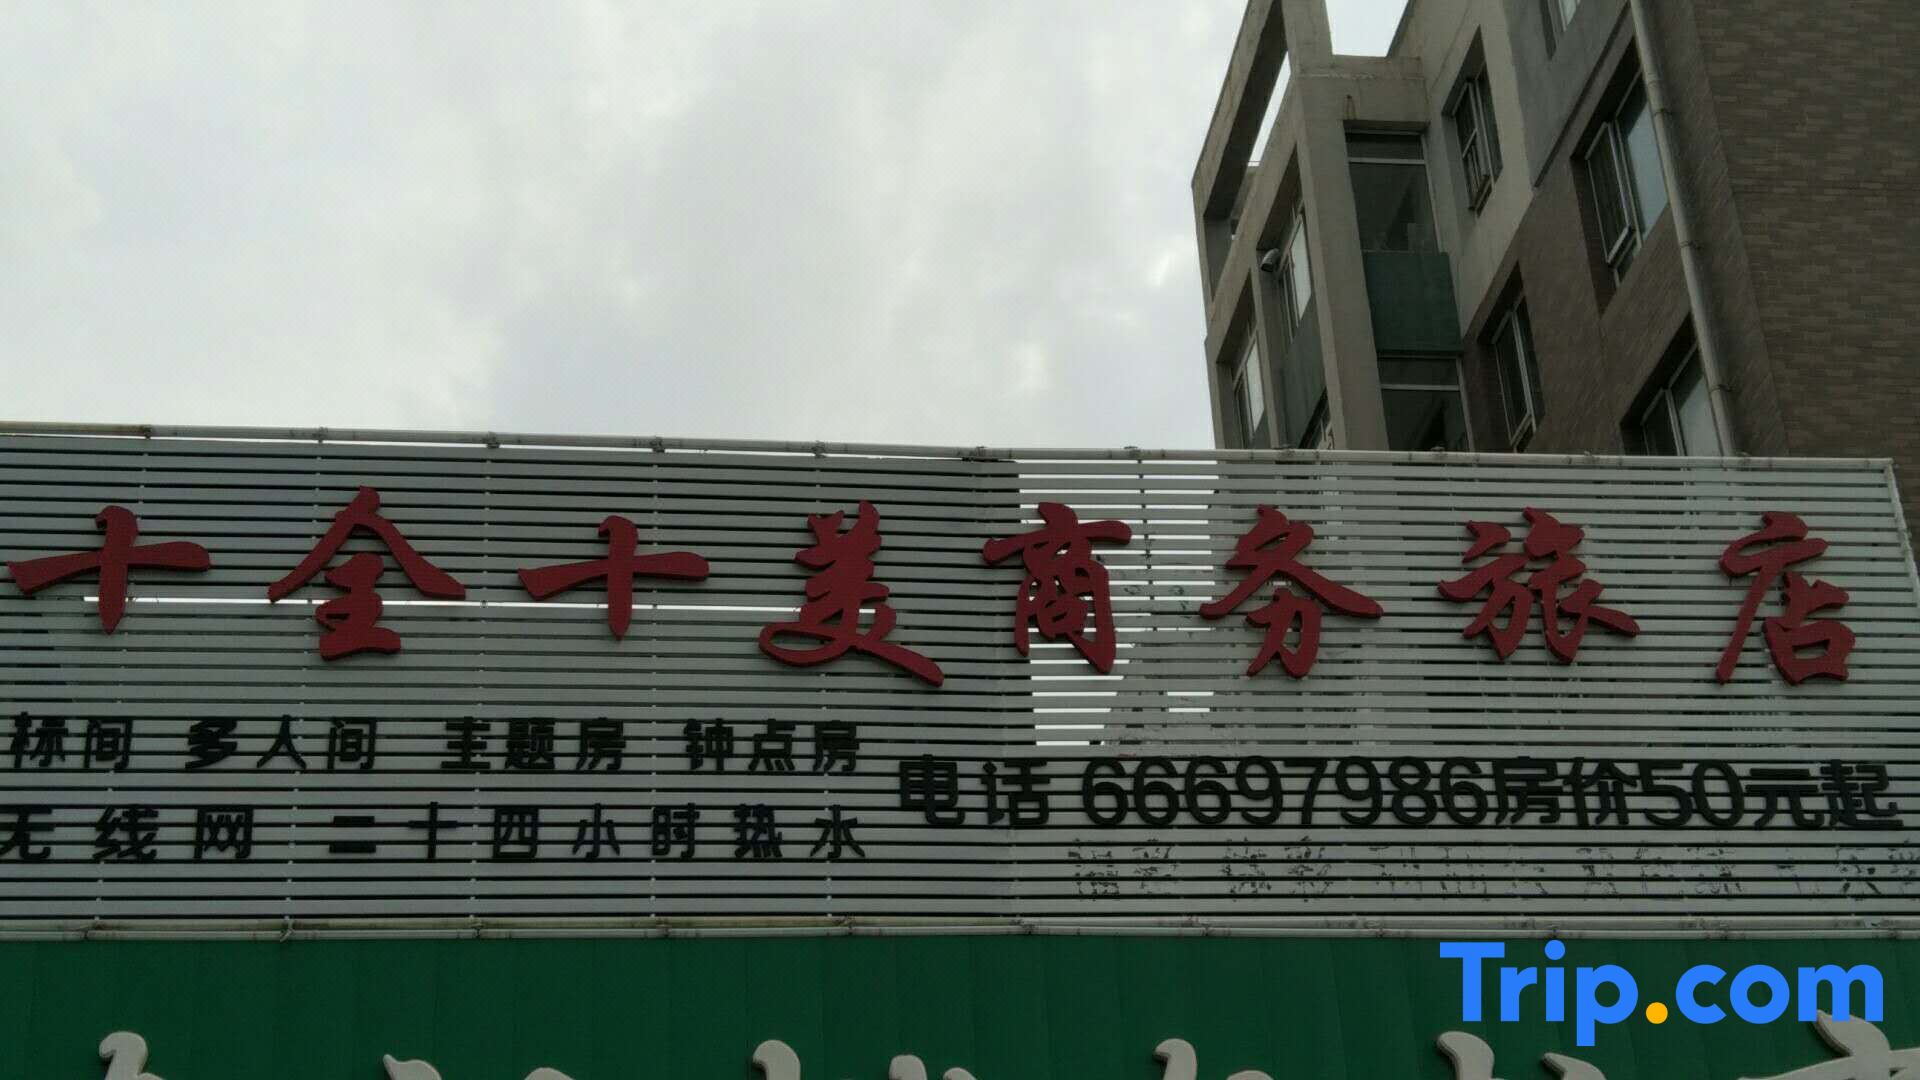 十全十美商务旅店
标间 多人间 主题房 钟点房
无线网 二十四小时热水
电话 66697986房价50元起
Trip.com